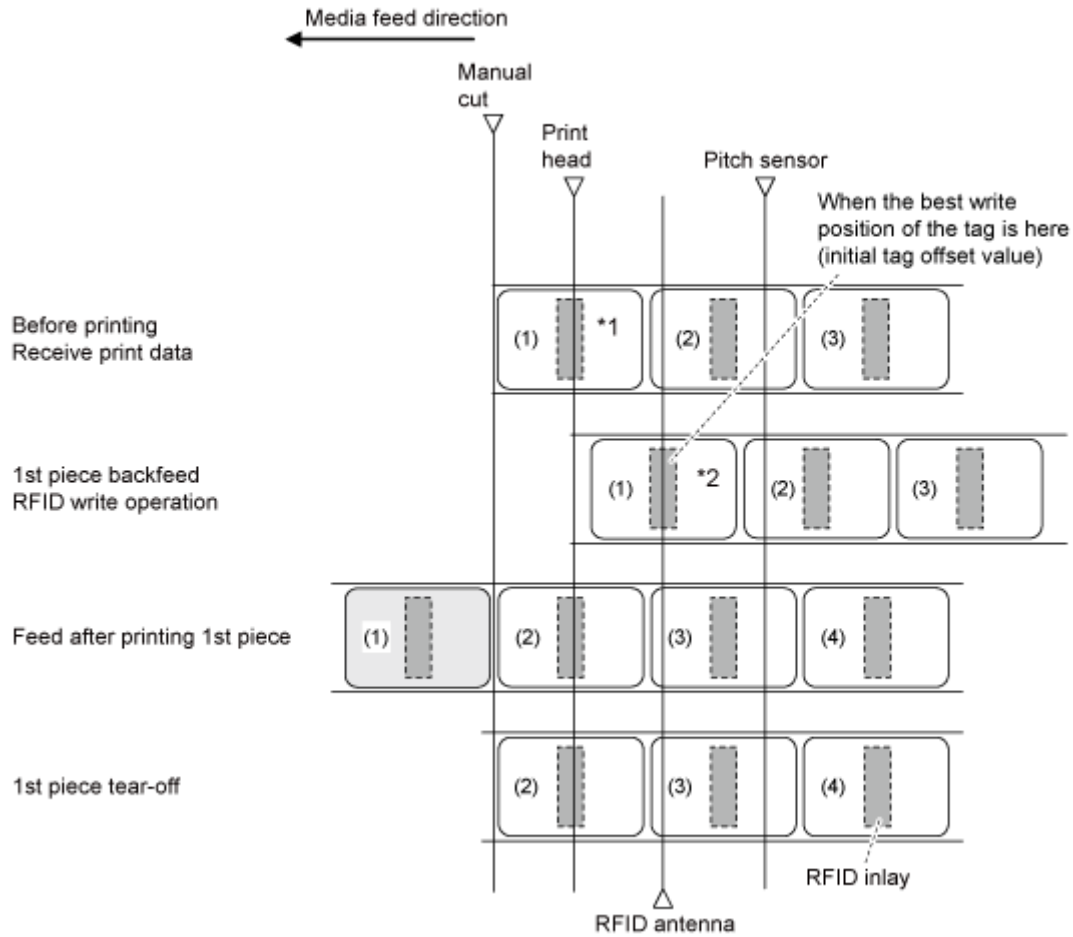 Media feed direction
Manual
cut
Print
head
Pitch sensor
When the best write
position of the tag is here
(initial tag offset value)
Before printing
Receive print data
(1)
*1
(2)
(3)
1st piece backfeed
RFID write operation
(1)
*2
(2)
(3)
Feed after printing 1st piece
(1)
(2)
(3)
(4)
1st piece tear-off
(2)
(3)
(4)
RFID inlay
RFID antenna